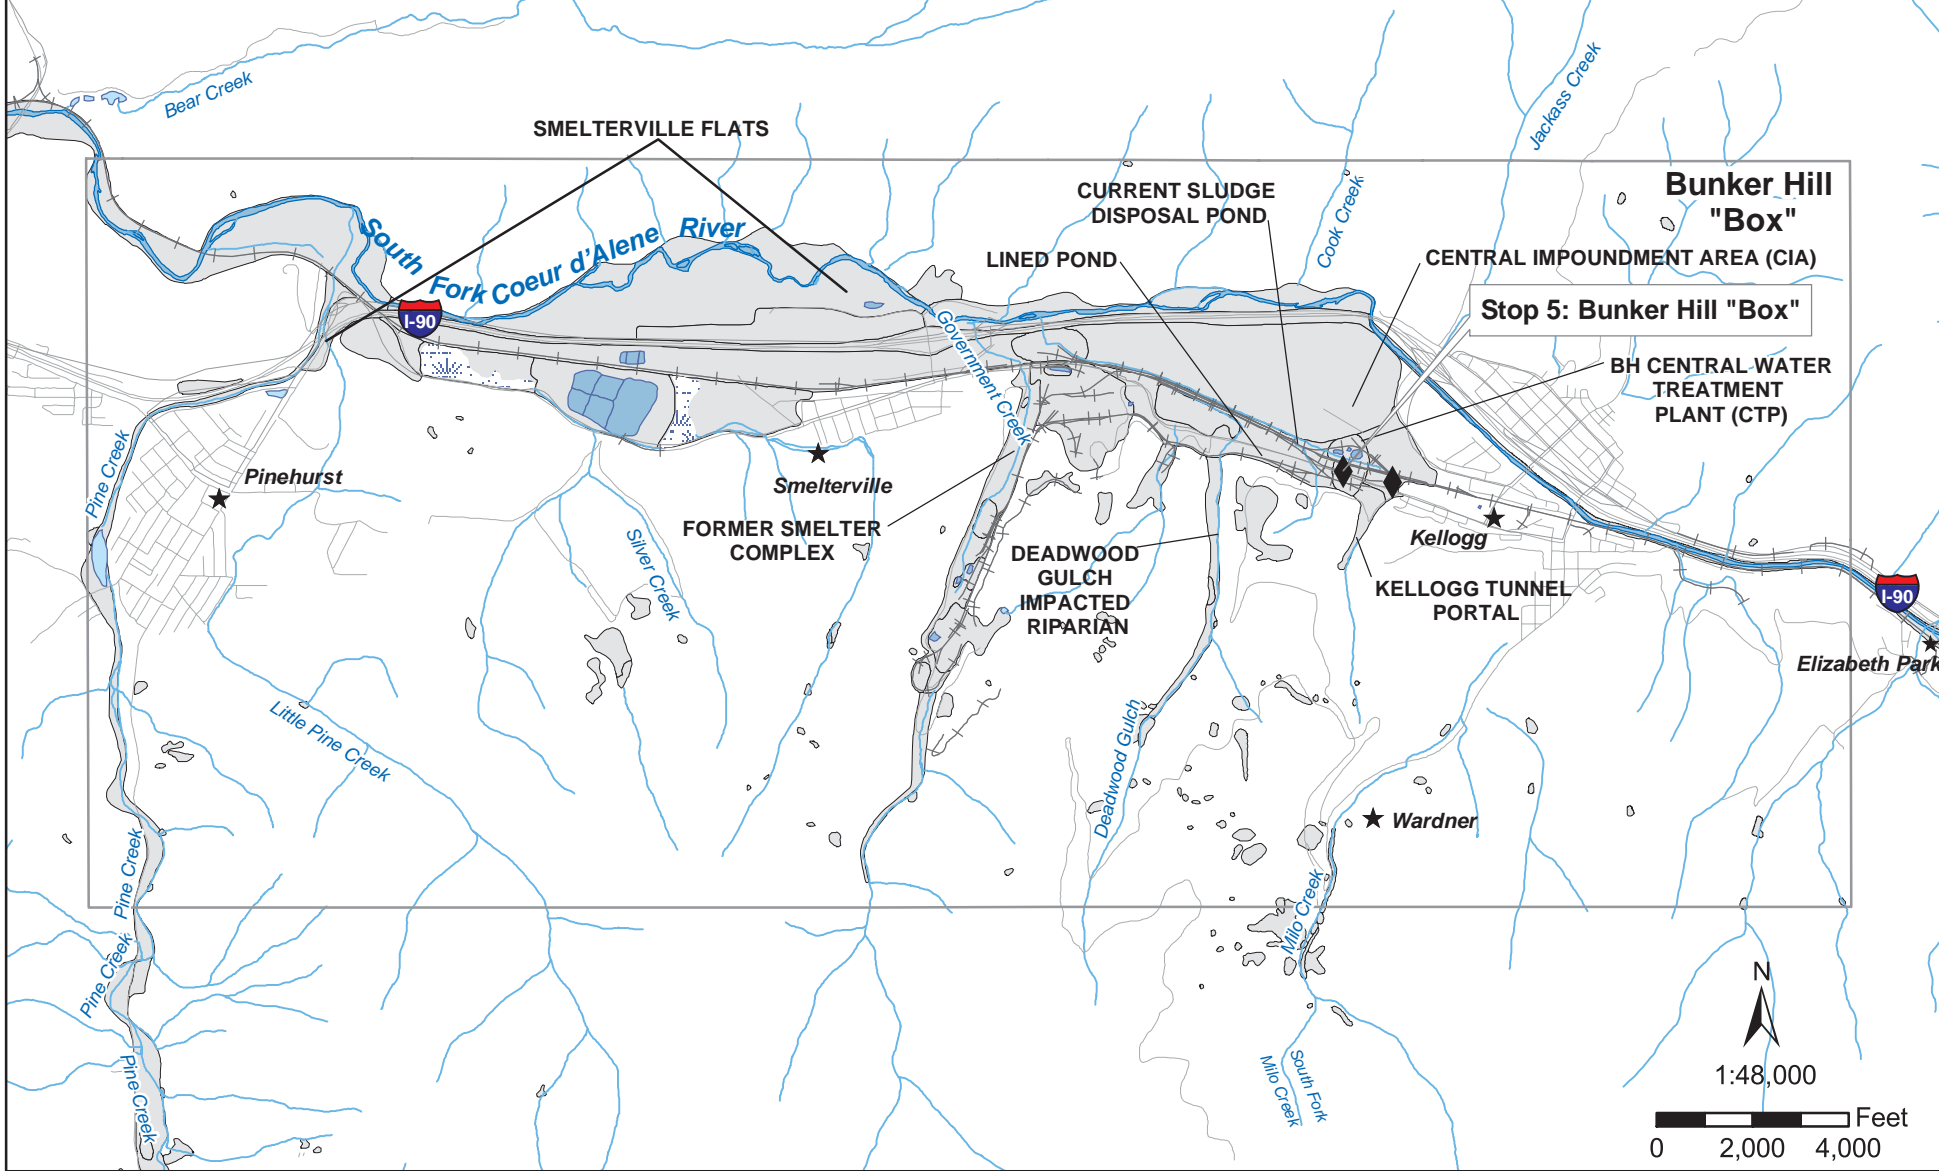 Bear Creek
Jackass Creek
SMELTERVILLE FLATS
Bunker Hill
"Box"
CURRENT SLUDGE
DISPOSAL POND
Cook Creek
South Fork Coeur d'Alene River
LINED POND
CENTRAL IMPOUNDMENT AREA (CIA)
I-90
Stop 5: Bunker Hill "Box"
Government Creek
BH CENTRAL WATER
TREATMENT
PLANT (CTP)
Pine Creek
Pinehurst
Smelterville
FORMER SMELTER
COMPLEX
Silver Creek
Kellogg
DEADWOOD
GULCH
IMPACTED
RIPARIAN
KELLOGG TUNNEL
PORTAL
I-90
Elizabeth Park
Little Pine Creek
Deadwood Gulch
Wardner
Pine Creek
Milo Creek
Pine Creek
N
South Fork
Milo Creek
Pine Creek
1:48,000
Feet
0 2,000 4,000